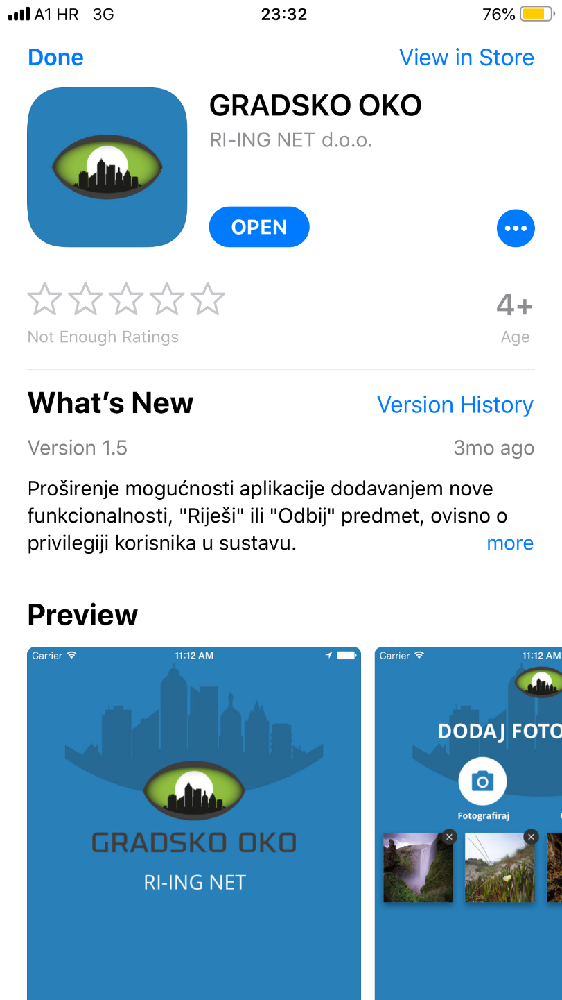 A1 HR 3G 23:32 76%
Done View in Store
GRADSKO OKO
RI-ING NET d.o.o.
OPEN
Not Enough Ratings
4+
Age
What’s New Version History
Version 1.5 3mo ago
Proširenje mogućnosti aplikacije dodavanjem nove
funkcionalnosti, "Riješi" ili "Odbij" predmet, ovisno o
privilegiji korisnika u sustavu. more
Preview
Carrier 11:12 AM
GRADSKO OKO
RI-ING NET
Carrier 11:12 AM
DODAJ FOTO
Fotografiraj